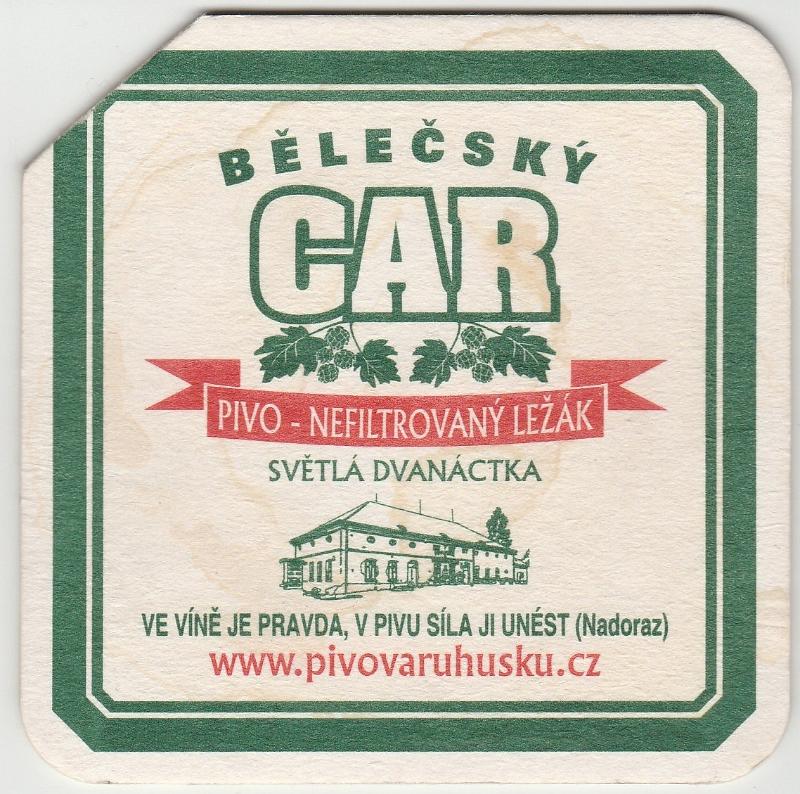 BĚLEČSKÝ
CAR
PIVO - NEFILTROVANÝ LEŽÁK
SVĚTLÁ DVANÁCTKA
VE VÍNĚ JE PRAVDA, V PIVU SÍLA JI UNÉST (Nadoraz)
www.pivovaruhusku.cz